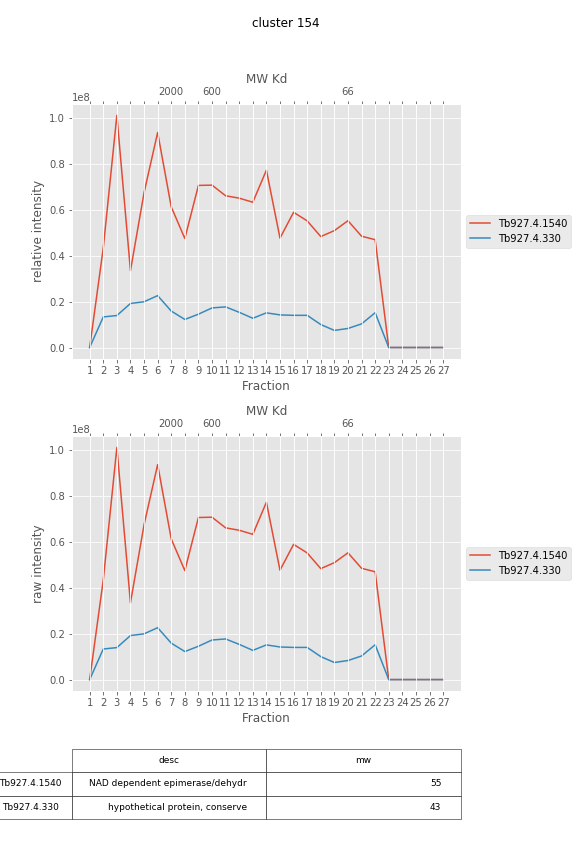 cluster 154
MW Kd
2000 600 66
1e8
1.0
0.8
0.6
0.4
0.2
0.0
relative intensity
Tb927.4.1540
Tb927.4.330
1 2 3 4 5 6 7 8 9 10 11 12 13 14 15 16 17 18 19 20 21 22 23 24 25 26 27
Fraction
MW Kd
2000 600 66
1e8
1.0
0.8
0.6
0.4
0.2
0.0
raw intensity
Tb927.4.1540
Tb927.4.330
1 2 3 4 5 6 7 8 9 10 11 12 13 14 15 16 17 18 19 20 21 22 23 24 25 26 27
Fraction
desc mw
Tb927.4.1540 NAD dependent epimerase/dehydr 55
Tb927.4.330 hypothetical protein, conserve 43